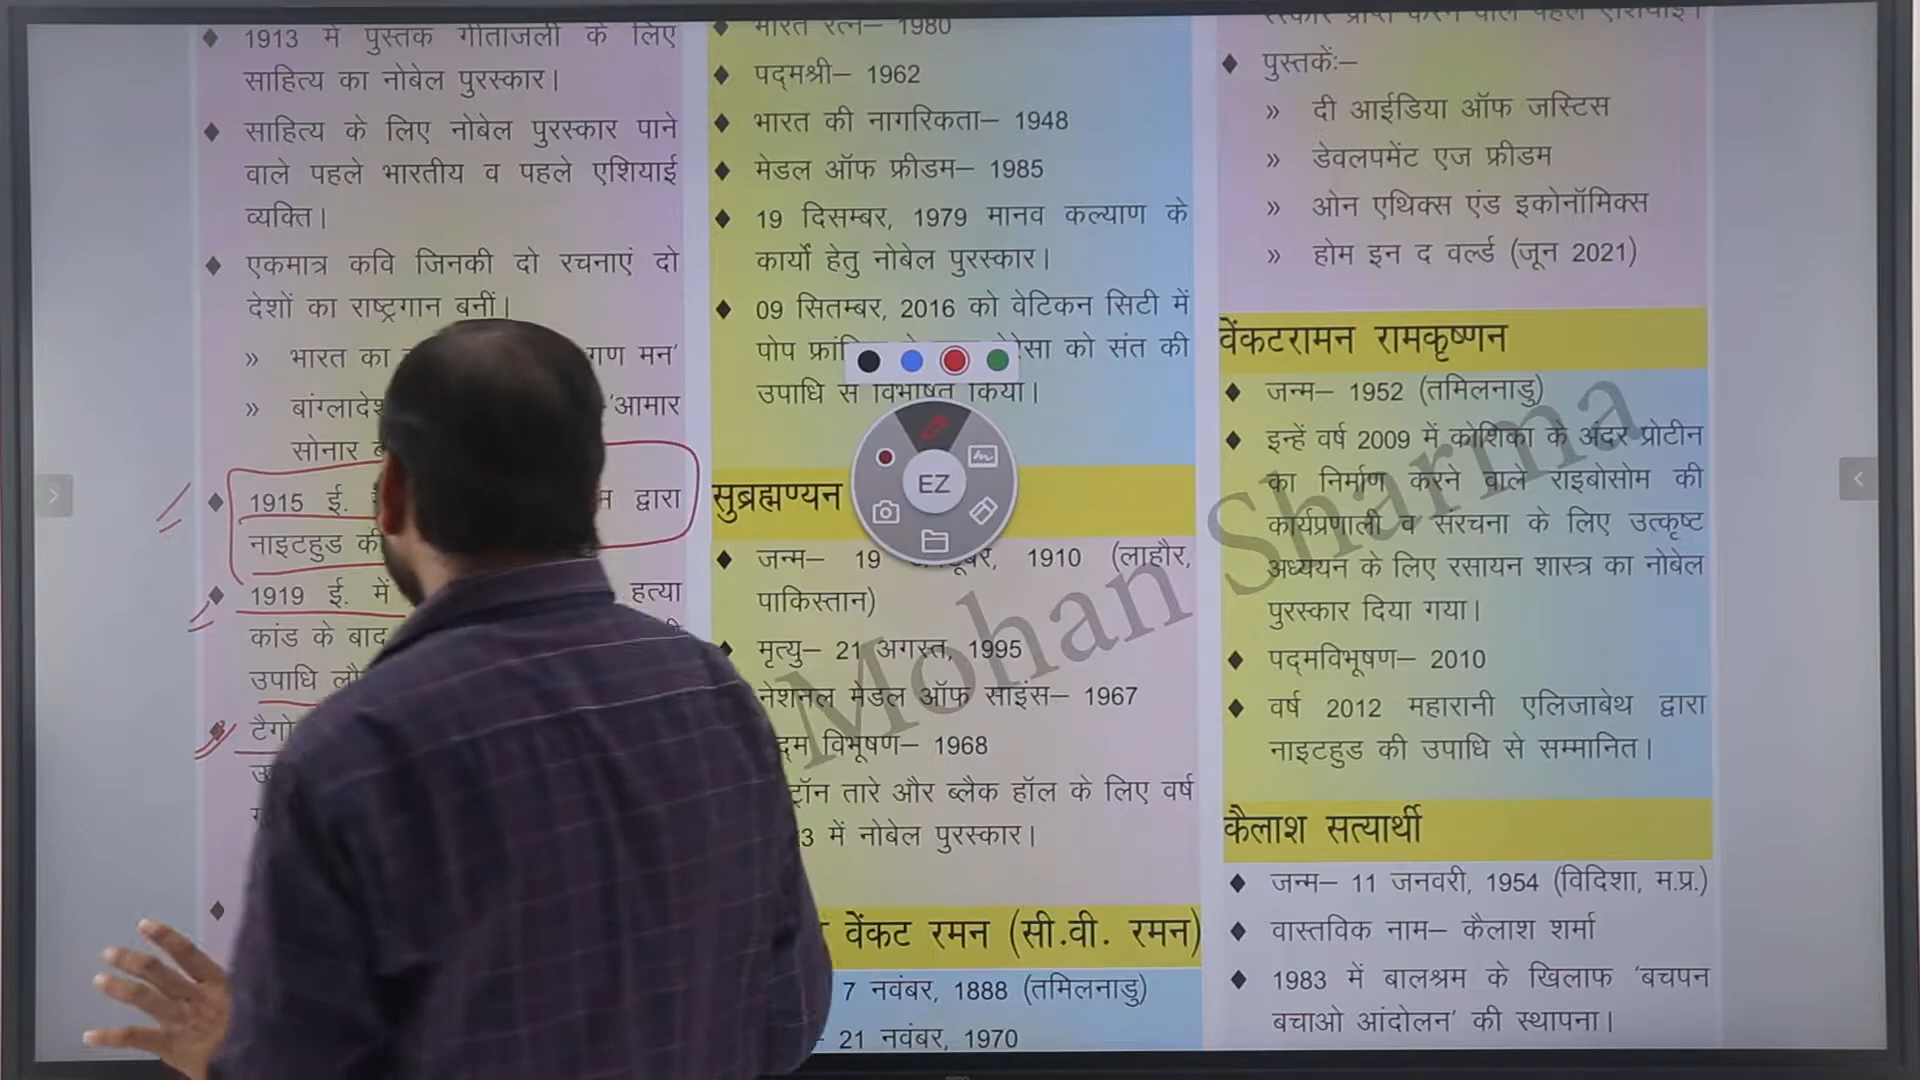 1913 में पुस्तक गीतांजली के लिए
साहित्य का नोबेल पुरस्कार।
साहित्य के लिए नोबेल पुरस्कार पाने
वाले पहले भारतीय व पहले एशियाई
व्यक्ति।
एकमात्र कवि जिनकी दो रचनाएं दो
देशों का राष्ट्रगान बनीं।
» भारत का गण मन'
» बांग्लादेश 'आमार
सोनार
1915 ई. द्वारा
नाइटहुड की
1919 ई. में हत्या
कांड के बाद
उपाधि
भारत रत्न– 1980
पद्मश्री– 1962
भारत की नागरिकता– 1948
मेडल ऑफ फ्रीडम– 1985
19 दिसम्बर, 1979 मानव कल्याण के
कार्यो हेतु नोबेल पुरस्कार।
09 सितम्बर, 2016 को वेटिकन सिटी में
पोप को संत की
उपाधि से विभूषित किया।
EZ
सुब्रह्मण्यन
जन्म– 19 1910 (लाहौर,
पाकिस्तान)
मृत्यु– 21 अगस्त, 1995
नेशनल मेडल ऑफ साइंस– 1967
विभूषण– 1968
तारे और ब्लैक हॉल के लिए वर्ष
में नोबेल पुरस्कार।
वेंकट रमन (सी.वी. रमन)
7 नवंबर, 1888 (तमिलनाडु)
21 नवंबर, 1970
पुस्तकेंः–
» दी आईडिया ऑफ जस्टिस
» डेवलपमेंट एज फ्रीडम
» ओन एथिक्स एंड इकोनॉमिक्स
» होम इन द वर्ल्ड (जून 2021)
वेंकटरामन रामकृष्णन
जन्म– 1952 (तमिलनाडु)
इन्हें वर्ष 2009 में कोशिका के अंदर प्रोटीन
का निर्माण करने वाले राइबोसोम की
कार्यप्रणाली व संरचना के लिए उत्कृष्ट
अध्ययन के लिए रसायन शास्त्र का नोबेल
पुरस्कार दिया गया।
पद्मविभूषण– 2010
वर्ष 2012 महारानी एलिजाबेथ द्वारा
नाइटहुड की उपाधि से सम्मानित।
कैलाश सत्यार्थी
जन्म– 11 जनवरी, 1954 (विदिशा, म.प्र.)
वास्तविक नाम– कैलाश शर्मा
1983 में बालश्रम के खिलाफ 'बचपन
बचाओ आंदोलन' की स्थापना।
Mohan Sharma